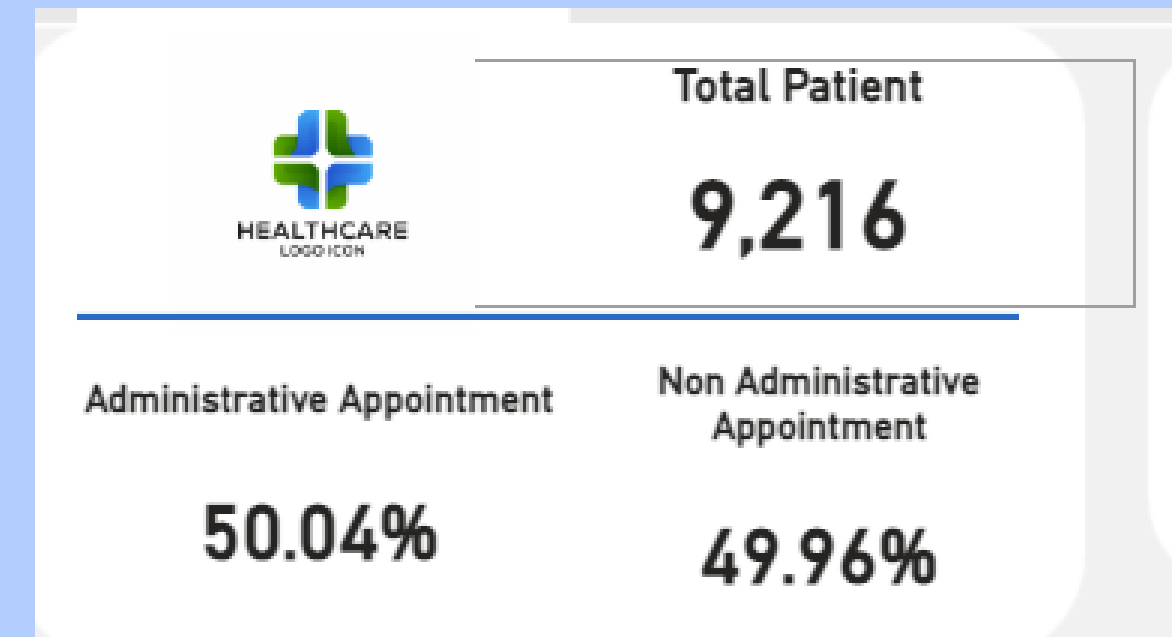 Total Patient
9,216
HEALTHCARE
LOGO ICON
Administrative Appointment
50.04%
Non Administrative
Appointment
49.96%